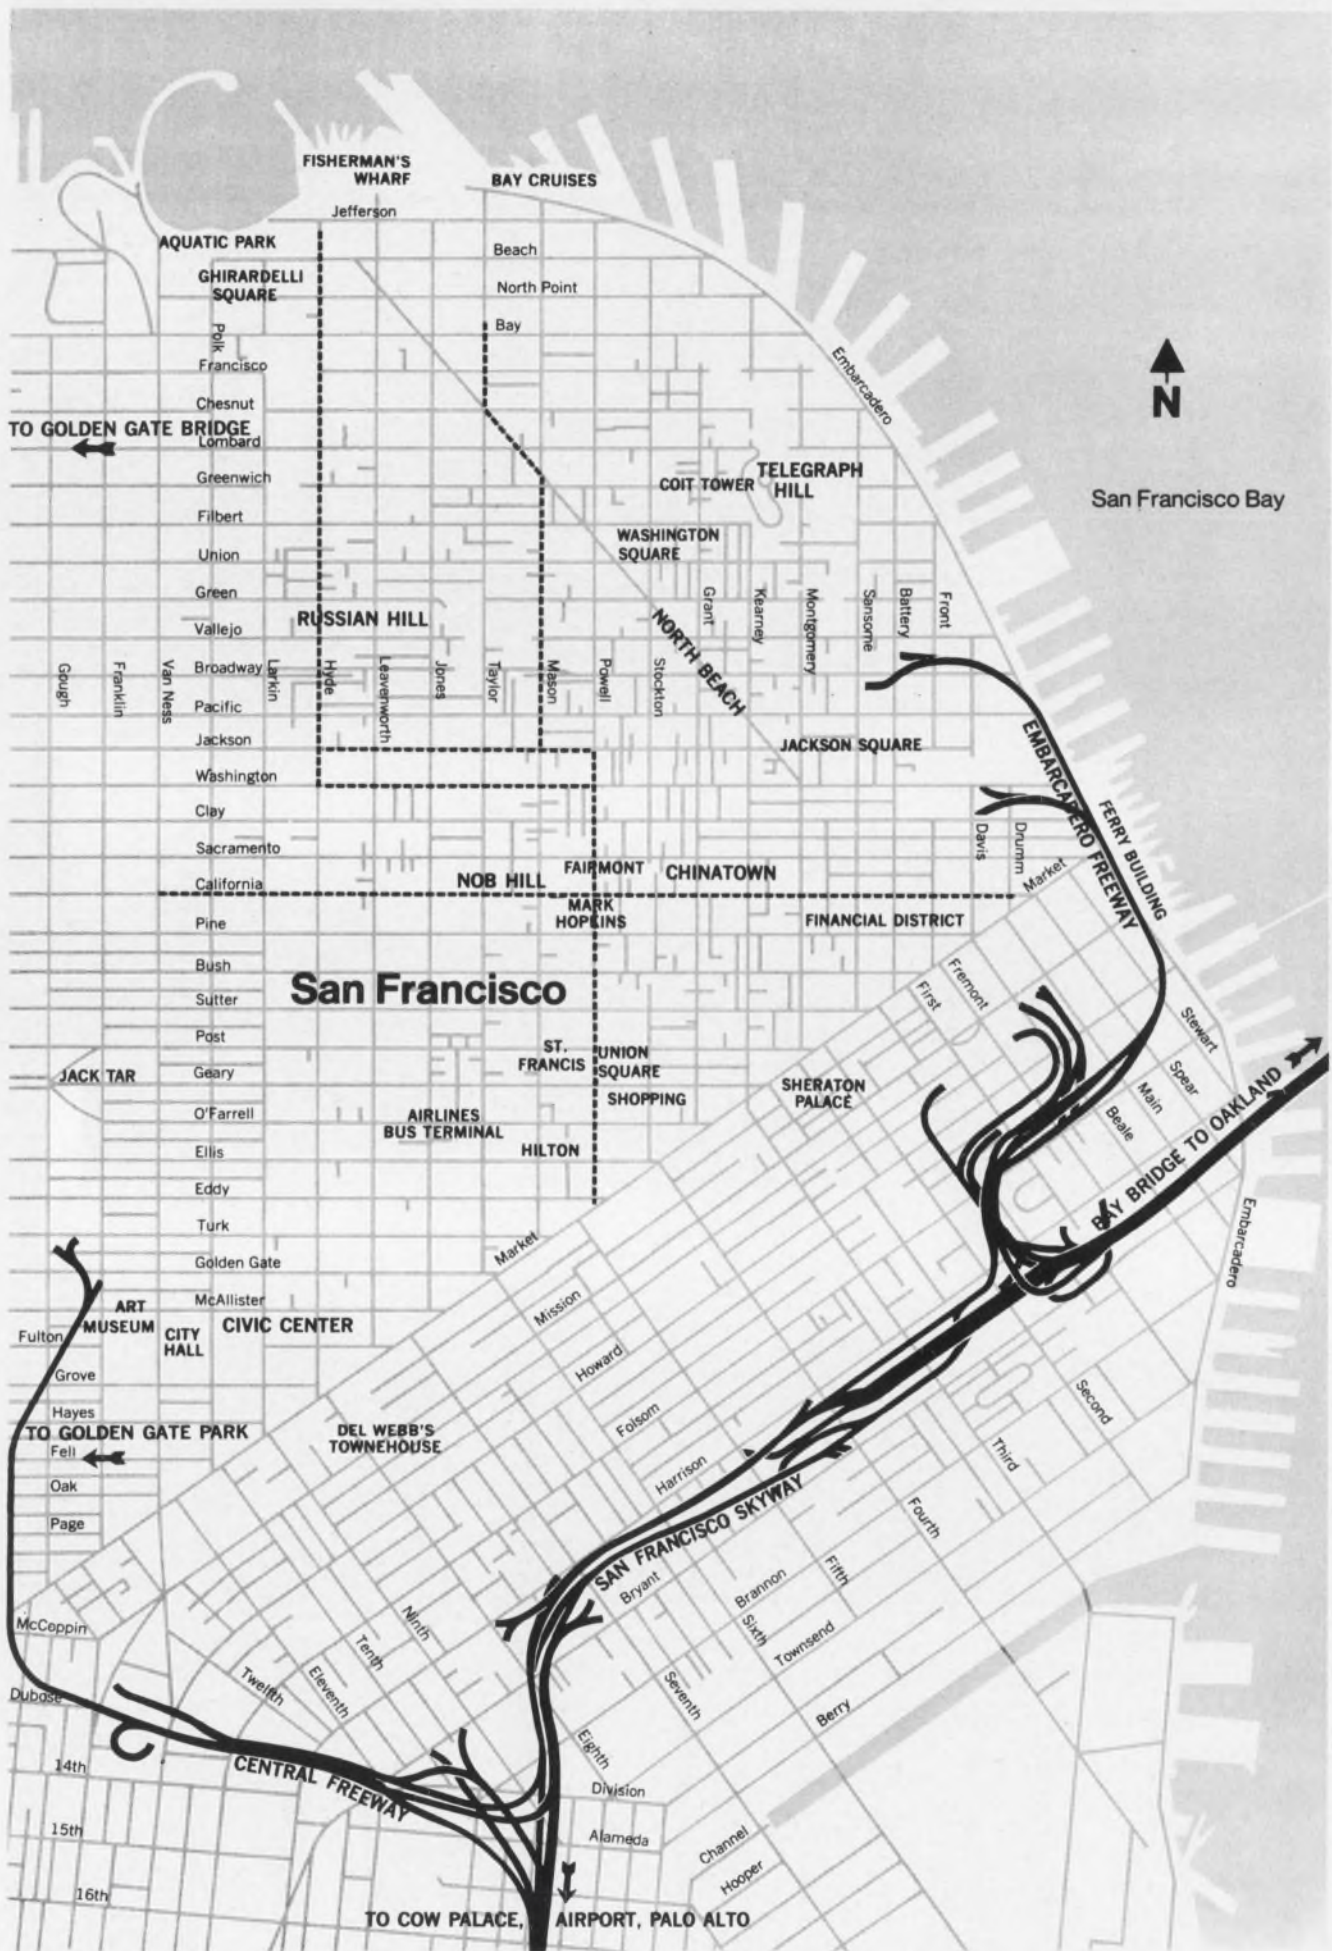 FISHERMAN'S
WHARF
BAY CRUISES
Jefferson
AQUATIC PARK
Beach
GHIRARDELLI
SQUARE
North Point
Bay
Polk
Francisco
Embarcadero
N
Chesnut
TO GOLDEN GATE BRIDGE
Lombard
Greenwich
COIT TOWER
TELEGRAPH
HILL
San Francisco Bay
Filbert
WASHINGTON
SQUARE
Union
Green
RUSSIAN HILL
Vallejo
NORTH BEACH
Grant
Kearney
Montgomery
Sansome
Battery
Front
Broadway
Gough
Franklin
Van Ness
Larkin
Hyde
Leavenworth
Jones
Taylor
Mason
Powell
Stockton
Pacific
Jackson
JACKSON SQUARE
EMBARCADERO FREEWAY
Washington
Clay
FERRY BUILDING
Davis
Drumm
Sacramento
Market
FAIRMONT
CHINATOWN
California
NOB HILL
MARK
HOPKINS
Pine
FINANCIAL DISTRICT
Bush
San Francisco
Fremont
First
Sutter
Post
Stewart
ST.
FRANCIS
UNION
SQUARE
Geary
JACK TAR
SHERATON
PALACE
Spear
Main
Beale
SHOPPING
O'Farrell
AIRLINES
BUS TERMINAL
BAY BRIDGE TO OAKLAND
Ellis
HILTON
Eddy
Turk
Market
Embarcadero
Golden Gate
McAllister
Mission
ART
MUSEUM
CITY
HALL
CIVIC CENTER
Fulton
Grove
Howard
Second
Hayes
Folsom
TO GOLDEN GATE PARK
DEL WEBB'S
TOWNEHOUSE
Fell
Third
Harrison
Oak
Page
SAN FRANCISCO SKYWAY
Fourth
Bryant
Brannon
Fifth
McCoppin
Ninth
Sixth
Townsend
Tenth
Eleventh
Twelfth
Seventh
Dubose
Berry
Eighth
14th
CENTRAL FREEWAY
Division
15th
Alameda
Channel
Hooper
16th
TO COW PALACE, AIRPORT, PALO ALTO